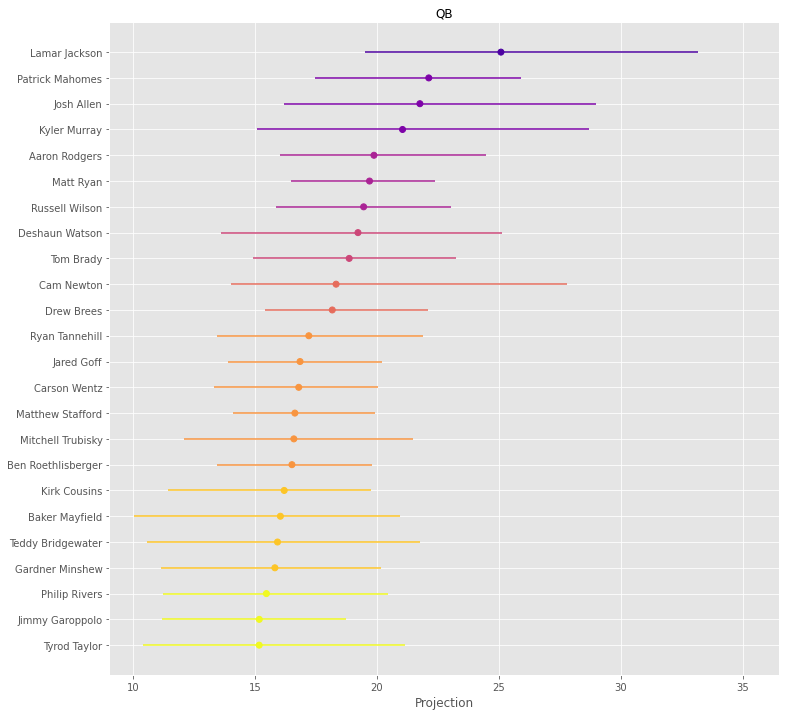 QB
Lamar Jackson
Patrick Mahomes
Josh Allen
Kyler Murray
Aaron Rodgers
Matt Ryan
Russell Wilson
Deshaun Watson
Tom Brady
Cam Newton
Drew Brees
Ryan Tannehill
Jared Goff
Carson Wentz
Matthew Stafford
Mitchell Trubisky
Ben Roethlisberger
Kirk Cousins
Baker Mayfield
Teddy Bridgewater
Gardner Minshew
Philip Rivers
Jimmy Garoppolo
Tyrod Taylor
10 15 20 25 30 35
Projection